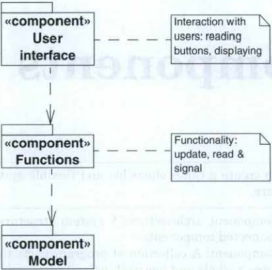 «component»
User
interface
Interaction with
users: reading
buttons, displaying
«component»
Functions
Functionality:
update, read &
signal
«component»
Model